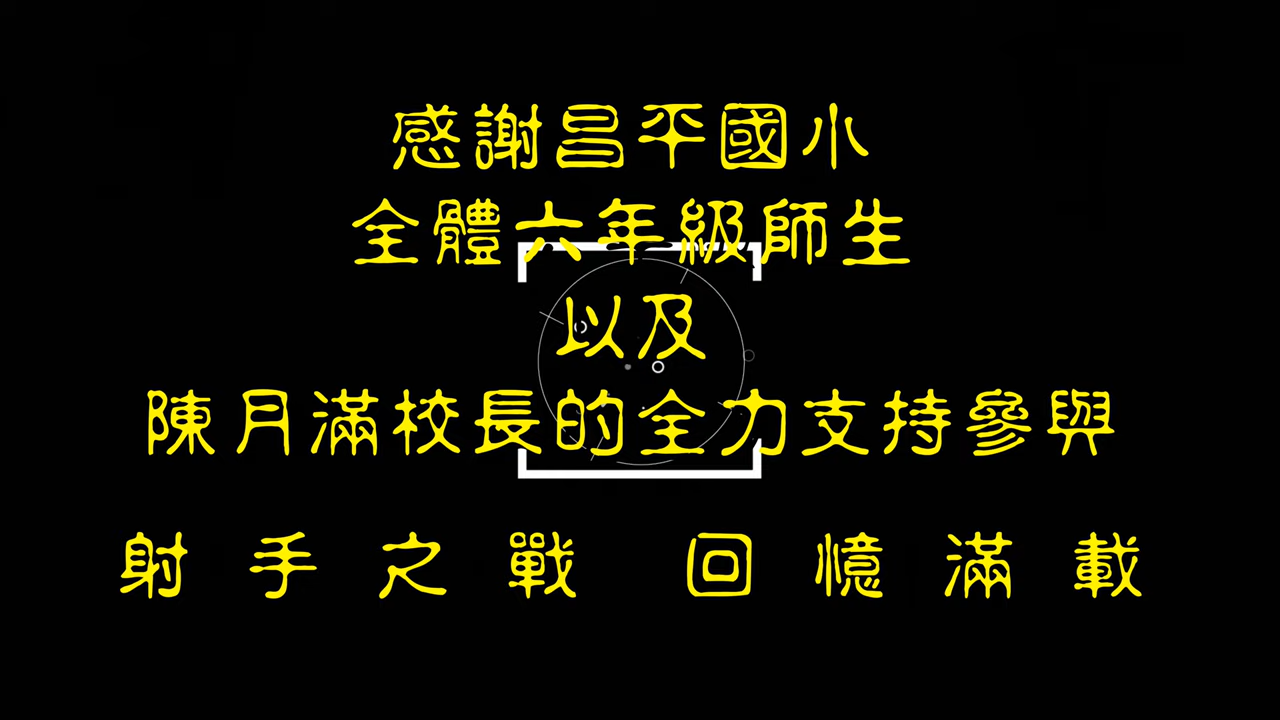 感謝昌平國小
全體六年級師生
以及
陳月滿校長的全力支持參與
射手之戰 回憶滿載